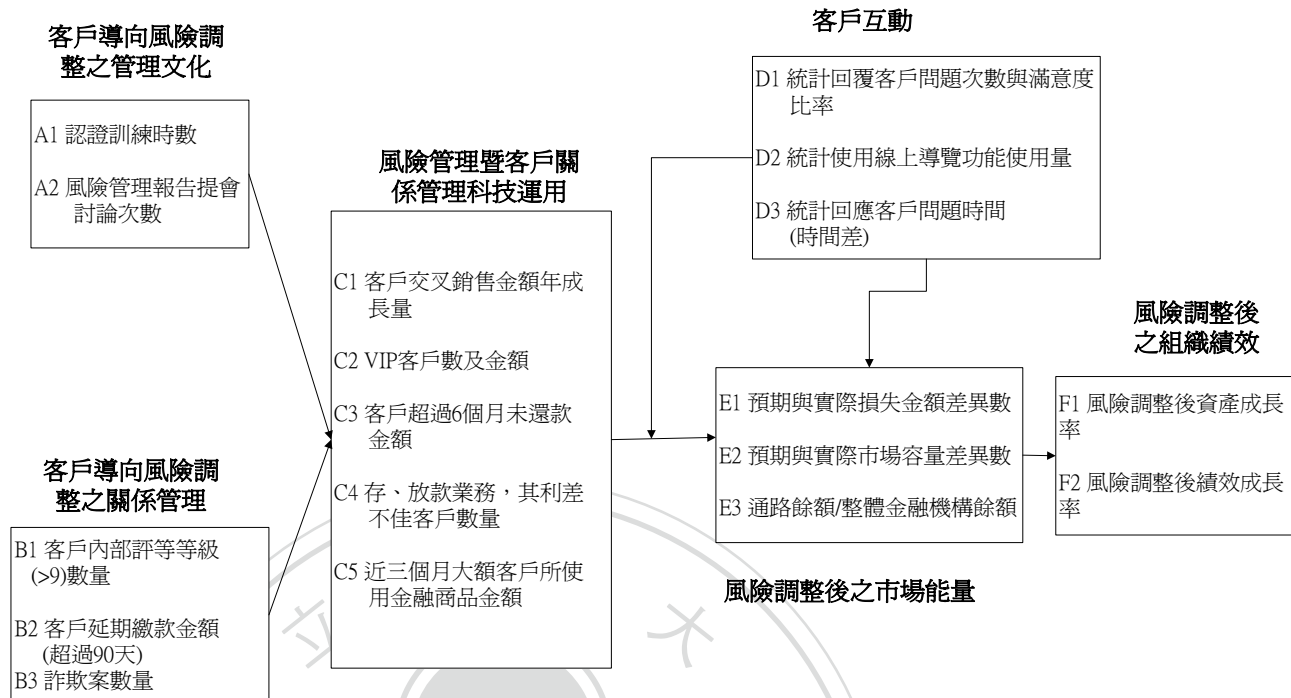 客戶導向風險調
整之管理文化
A1 認證訓練時數
A2 風險管理報告提會
討論次數
客戶導向風險調
整之關係管理
B1 客戶內部評等等級
(>9)數量
B2 客戶延期繳款金額
(超過90天)
B3 詐欺案數量
風險管理暨客戶關
係管理科技運用
C1 客戶交叉銷售金額年成
長量
C2 VIP客戶數及金額
C3 客戶超過6個月未還款
金額
C4 存、放款業務，其利差
不佳客戶數量
C5 近三個月大額客戶所使
用金融商品金額
客戶互動
D1 統計回覆客戶問題次數與滿意度
比率
D2 統計使用線上導覽功能使用量
D3 統計回應客戶問題時間
(時間差)
E1 預期與實際損失金額差異數
E2 預期與實際市場容量差異數
E3 通路餘額/整體金融機構餘額
風險調整後之市場能量
風險調整後
之組織績效
F1 風險調整後資產成長
率
F2 風險調整後績效成長
率
立
大